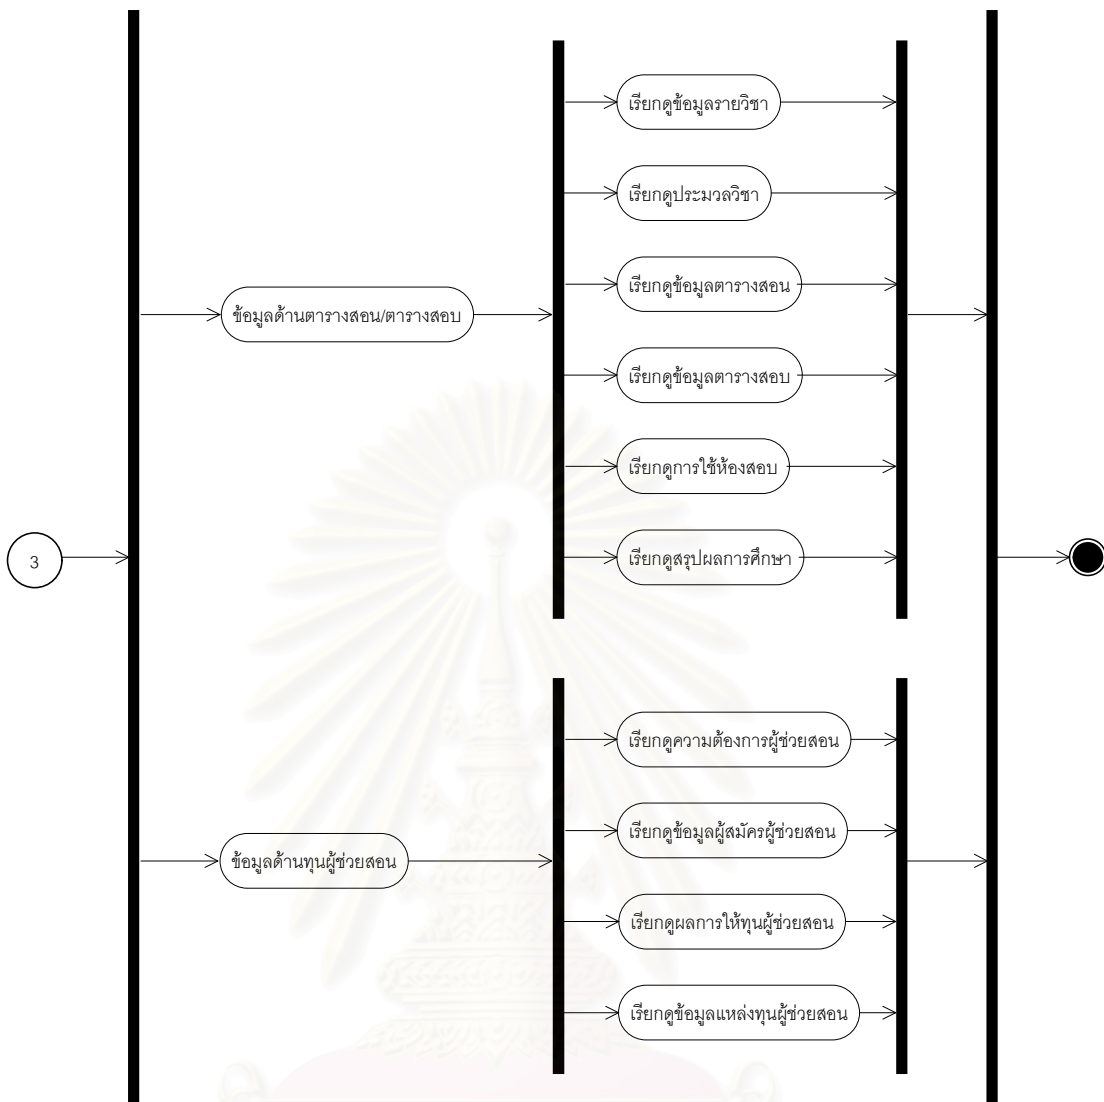 เรียกดูข้อมูลรายวิชา
เรียกดูประมวลวิชา
เรียกดูข้อมูลตารางสอน
ข้อมูลด้านตารางสอน/ตารางสอบ
เรียกดูข้อมูลตารางสอบ
เรียกดูการใช้ห้องสอบ
3
เรียกดูสรุปผลการศึกษา
เรียกดูความต้องการผู้ช่วยสอน
เรียกดูข้อมูลผู้สมัครผู้ช่วยสอน
ข้อมูลด้านทุนผู้ช่วยสอน
เรียกดูผลการให้ทุนผู้ช่วยสอน
เรียกดูข้อมูลแหล่งทุนผู้ช่วยสอน